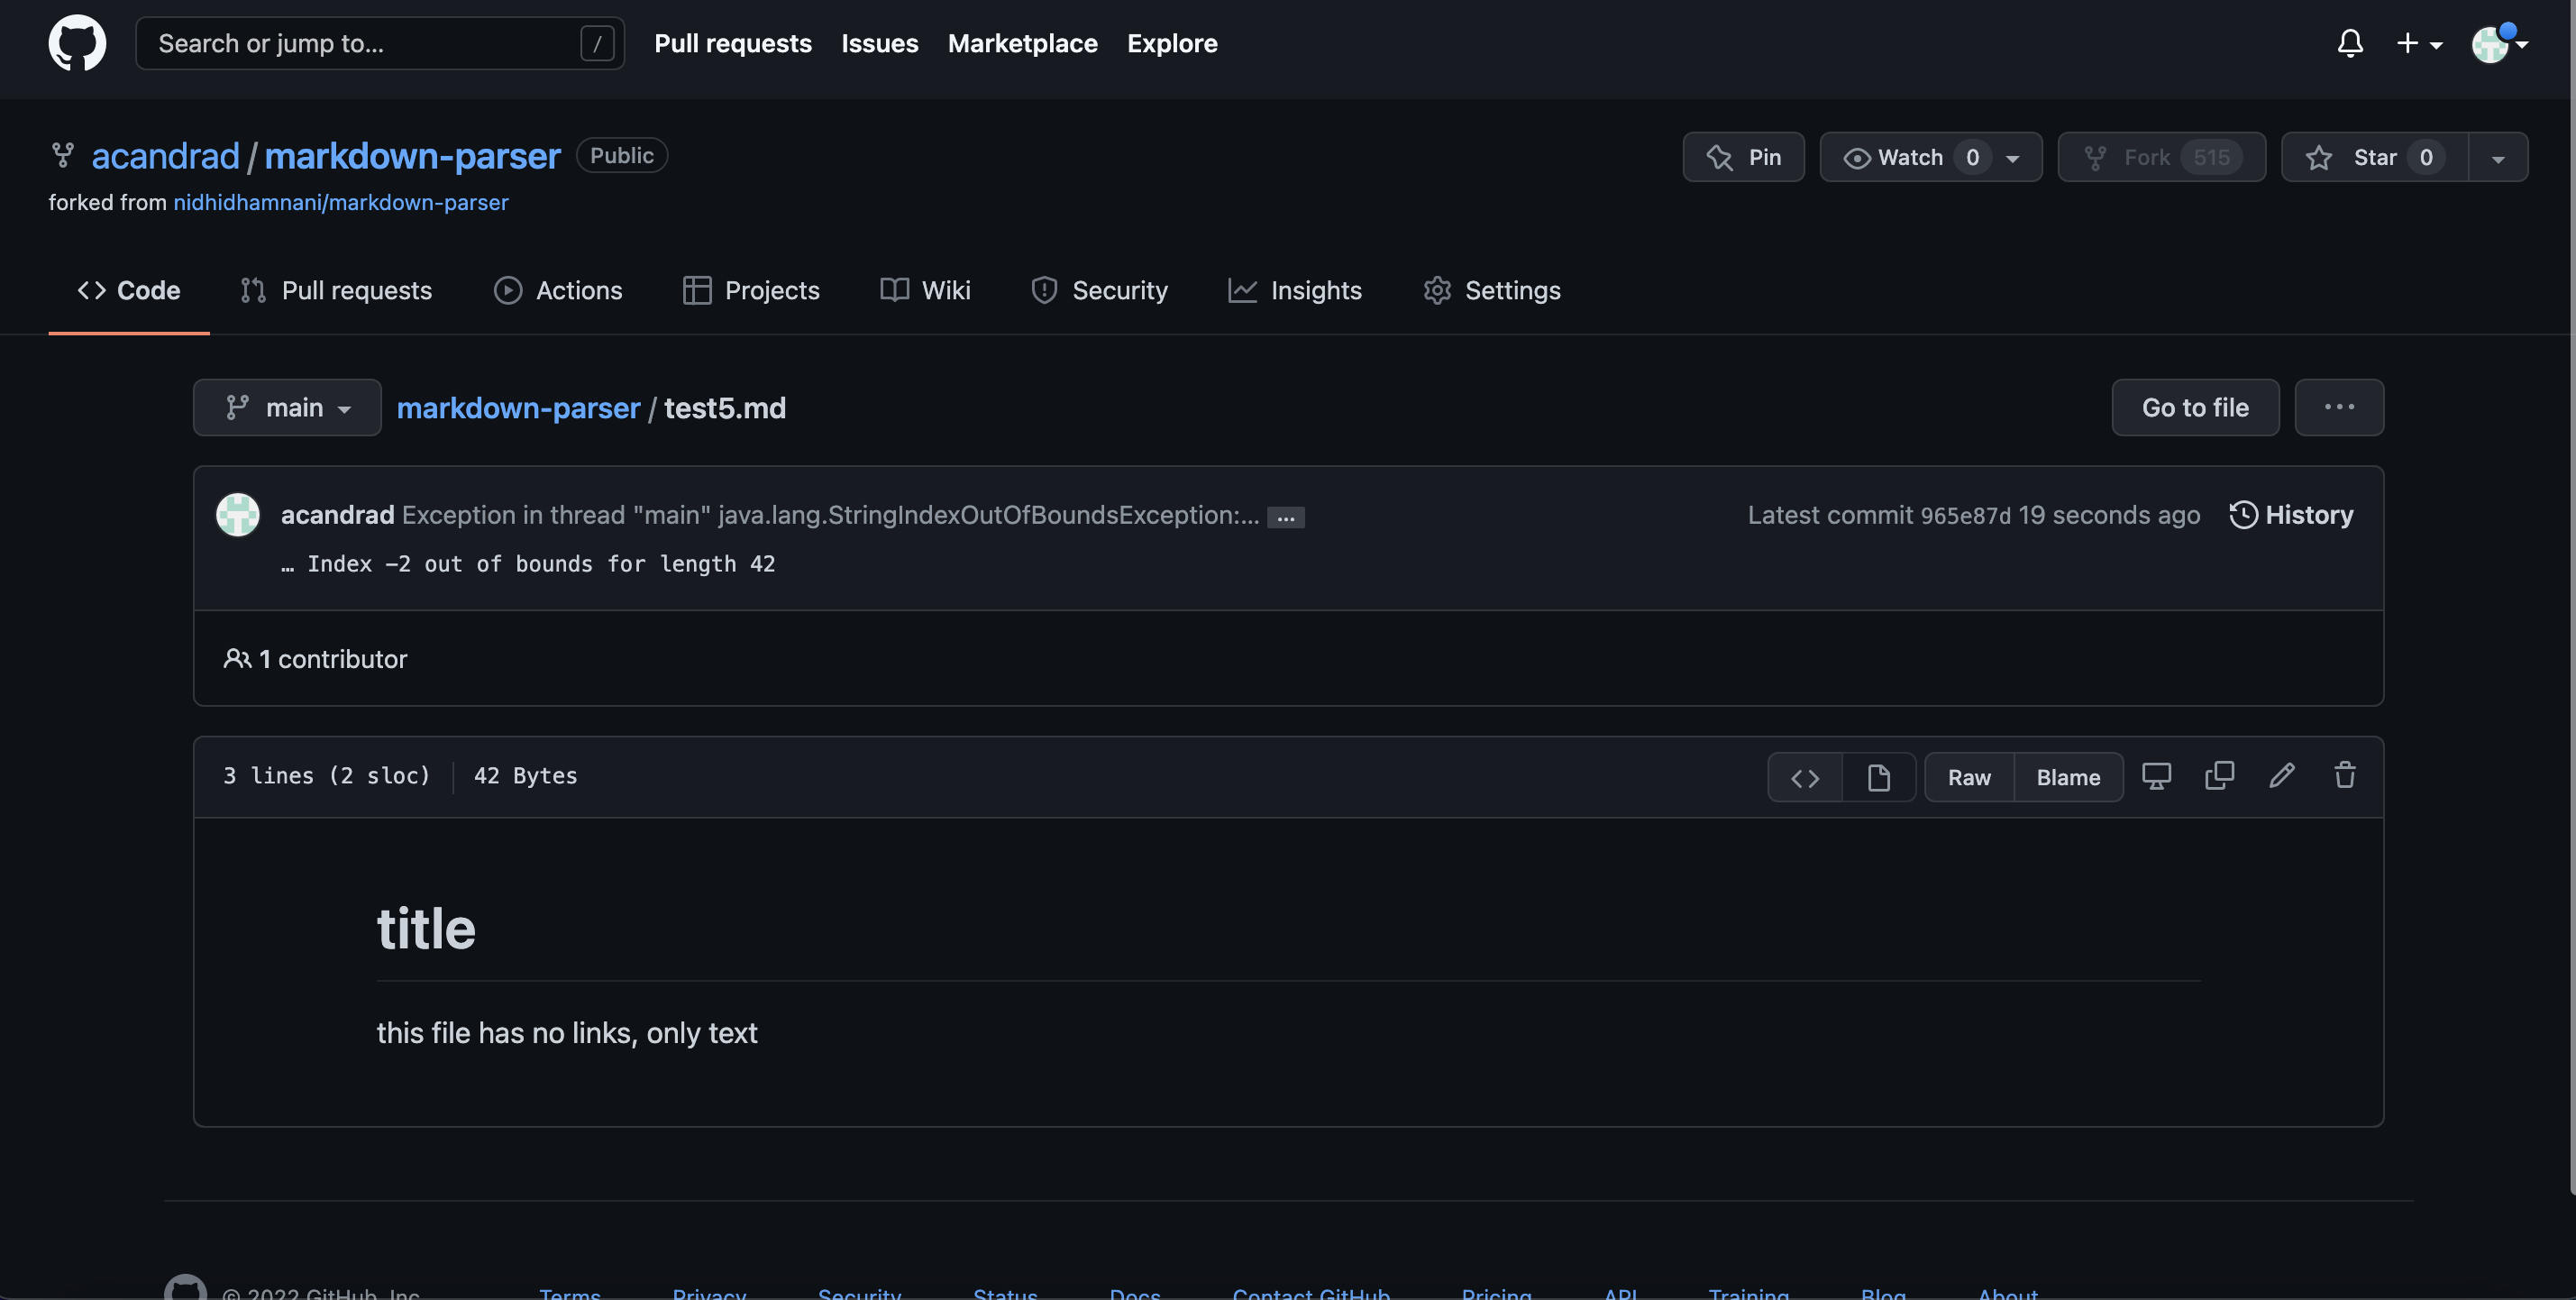 Search or jump to... / Pull requests Issues Marketplace Explore
acandrad / markdown-parser Public Pin Watch 0 Fork 515 Star 0
forked from nidhidhamnani/markdown-parser
Code Pull requests Actions Projects Wiki Security Insights Settings
main markdown-parser / test5.md Go to file ...
acandrad Exception in thread "main" java.lang.StringIndexOutOfBoundsException:... ... Latest commit 965e87d 19 seconds ago History
… Index -2 out of bounds for length 42
1 contributor
3 lines (2 sloc) 42 Bytes Raw Blame
title
this file has no links, only text
© 2022 GitHub, Inc. Terms Privacy Security Status Docs Contact GitHub Pricing API Training Blog About